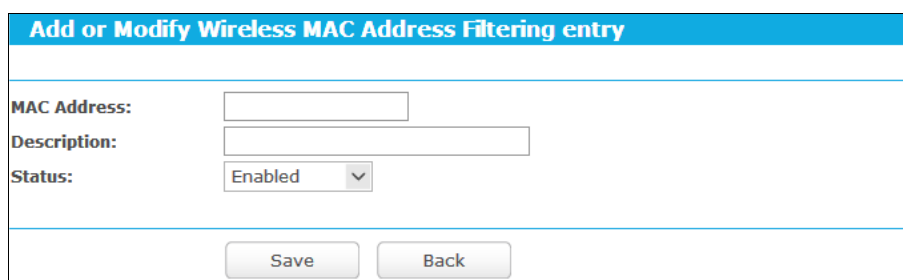 Add or Modify Wireless MAC Address Filtering entry
MAC Address:
Description:
Status: Enabled
Save Back